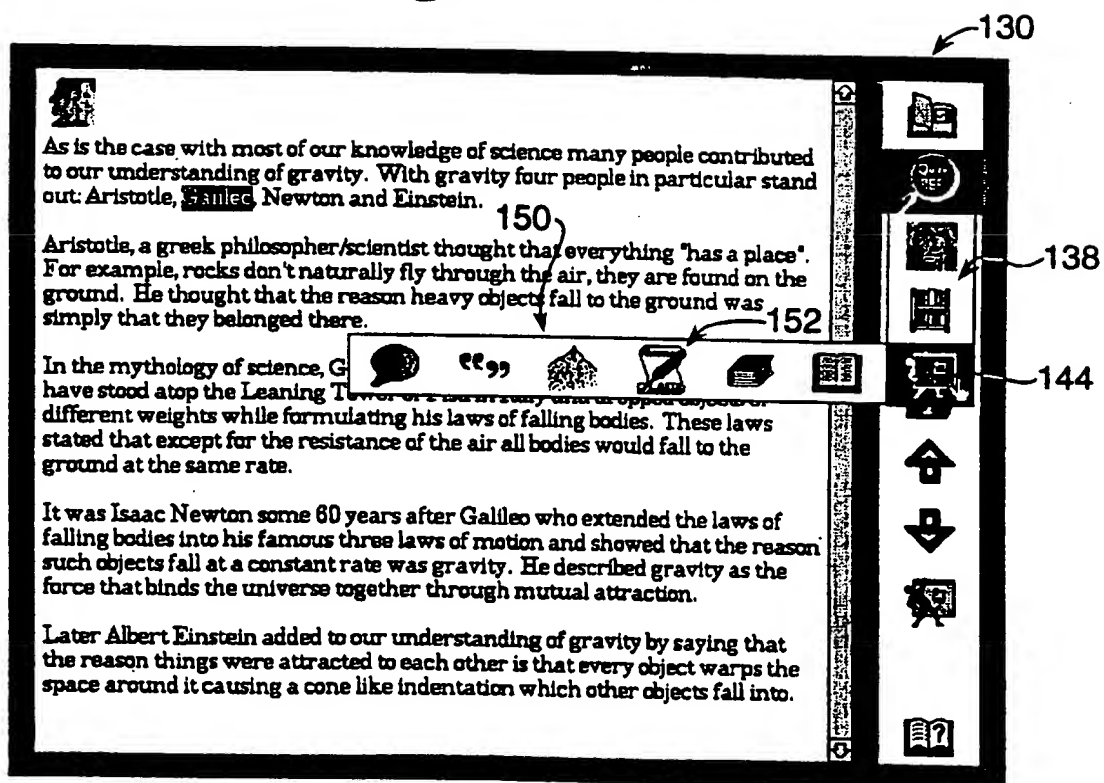 130
As is the case with most of our knowledge of science many people contributed
to our understanding of gravity. With gravity four people in particular stand
out: Aristotle, Galileo, Newton and Einstein.
150
Aristotle, a greek philosopher/scientist thought that everything "has a place".
For example, rocks don't naturally fly through the air, they are found on the
138
ground. He thought that the reason heavy objects fall to the ground was
simply that they belonged there.
152
In the mythology of science, G
144
have stood atop the Leaning
different weights while formulating his laws of falling bodies. These laws
stated that except for the resistance of the air all bodies would fall to the
ground at the same rate.
It was Isaac Newton some 60 years after Galileo who extended the laws of
falling bodies into his famous three laws of motion and showed that the reason
such objects fall at a constant rate was gravity. He described gravity as the
force that binds the universe together through mutual attraction.
Later Albert Einstein added to our understanding of gravity by saying that
the reason things were attracted to each other is that every object warps the
space around it causing a cone like indentation which other objects fall into.